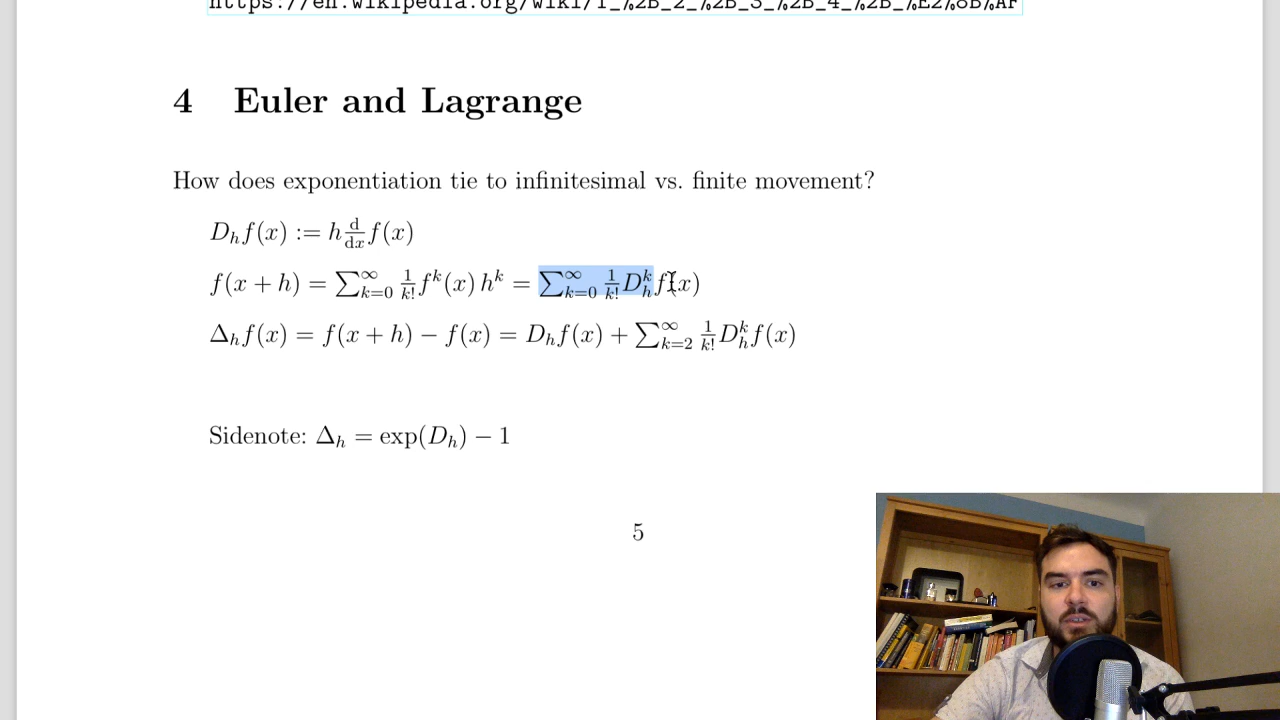 https://en.wikipedia.org/wiki/1_%2B_2_%2B_3_%2B_4_%2B_%E2%8B%AF
4 Euler and Lagrange
How does exponentiation tie to infinitesimal vs. finite movement?
D_h f(x) := h d/dx f(x)
f(x + h) = ∑_{k=0}^∞ 1/k! f^k(x) h^k = ∑_{k=0}^∞ 1/k! D_h^k f(x)
Δ_h f(x) = f(x + h) − f(x) = D_h f(x) + ∑_{k=2}^∞ 1/k! D_h^k f(x)
Sidenote: Δ_h = exp(D_h) − 1
5